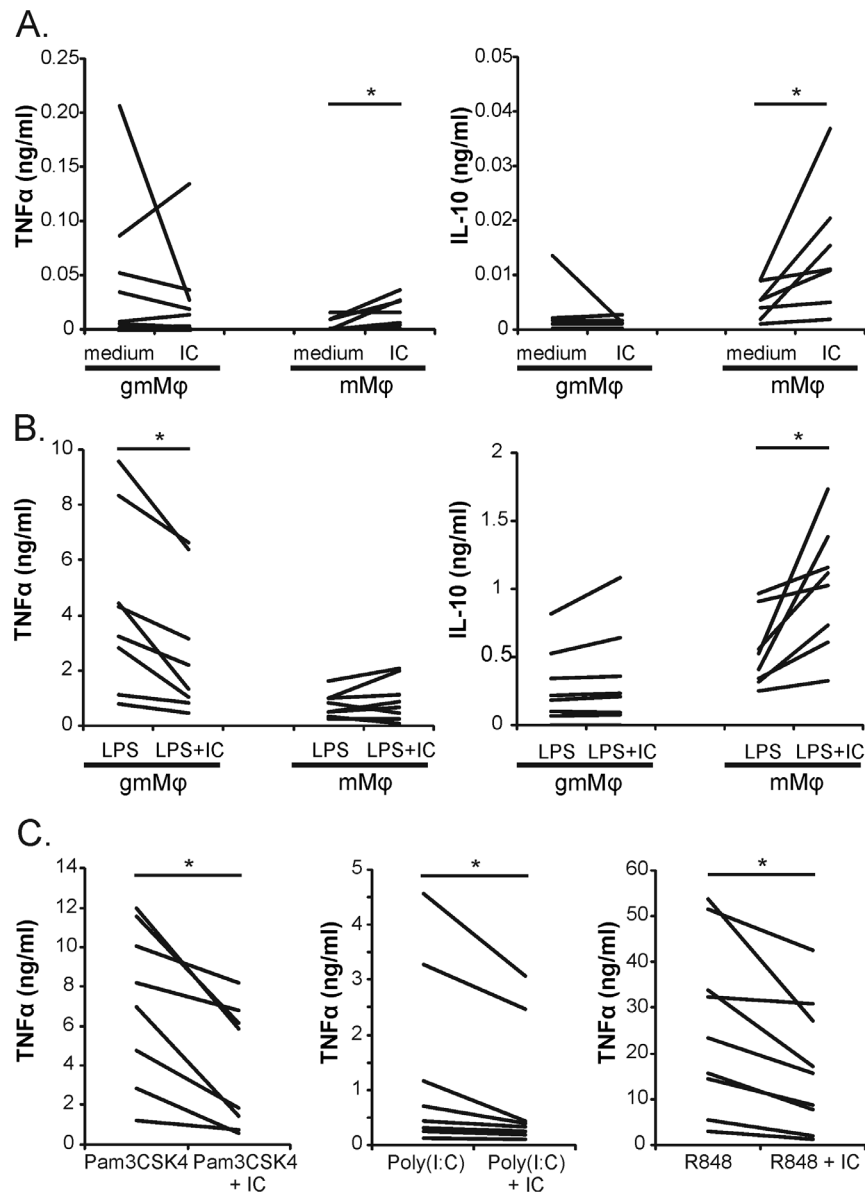 A.
TNFα (ng/ml)
0.25
0.20
0.15
0.10
0.05
0
medium IC medium IC
gmMφ mMφ
*
IL-10 (ng/ml)
0.05
0.04
0.03
0.02
0.01
0
medium IC medium IC
gmMφ mMφ
*
B.
TNFα (ng/ml)
10
8
6
4
2
0
LPS LPS+IC LPS LPS+IC
gmMφ mMφ
*
IL-10 (ng/ml)
2
1.5
1
0.5
0
LPS LPS+IC LPS LPS+IC
gmMφ mMφ
*
C.
TNFα (ng/ml)
14
12
10
8
6
4
2
0
Pam3CSK4 Pam3CSK4
+ IC
*
TNFα (ng/ml)
5
4
3
2
1
0
Poly(I:C) Poly(I:C)
+ IC
*
TNFα (ng/ml)
60
50
40
30
20
10
0
R848 R848 + IC
*